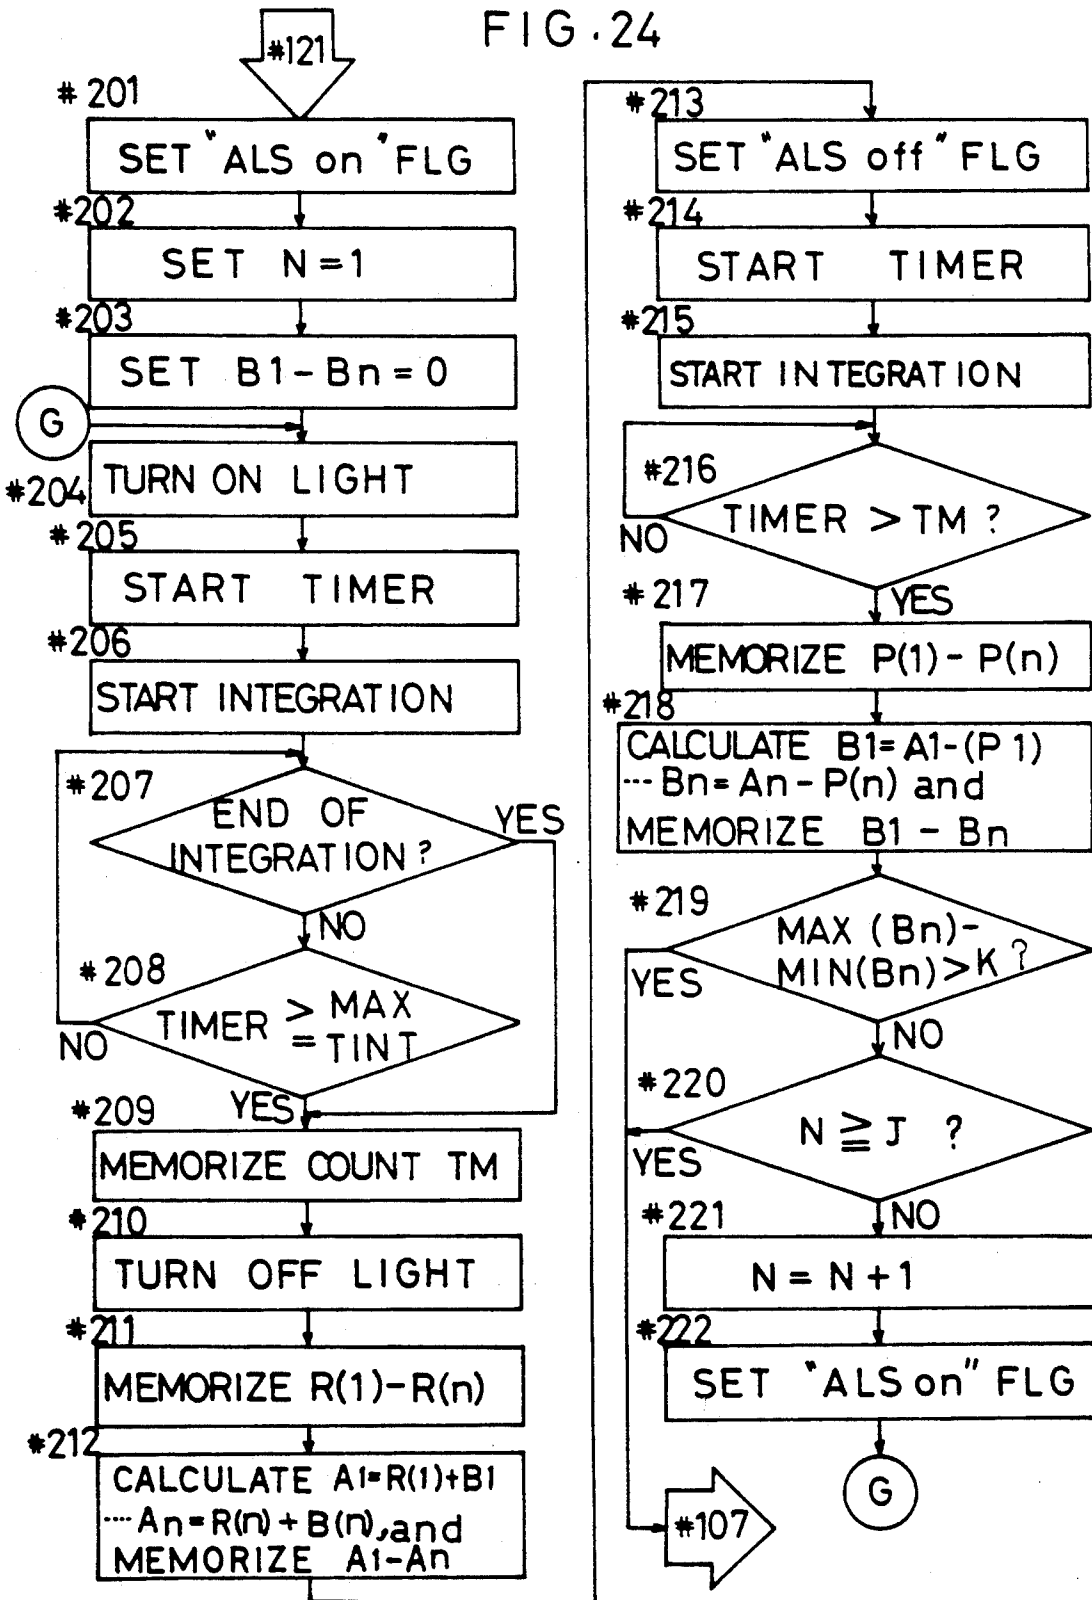 FIG.24
#121
#201
SET "ALS on" FLG
#202
SET N=1
#203
SET B1-Bn=0
G
#204
TURN ON LIGHT
#205
START TIMER
#206
START INTEGRATION
#207
END OF
INTEGRATION?
YES
NO
#208
TIMER ≧ MAX
TINT
NO
YES
#209
MEMORIZE COUNT TM
#210
TURN OFF LIGHT
#211
MEMORIZE R(1)-R(n)
#212
CALCULATE A1=R(1)+B1
····An=R(n)+B(n),and
MEMORIZE A1-An
#213
SET "ALS off" FLG
#214
START TIMER
#215
START INTEGRATION
#216
TIMER > TM ?
NO
YES
#217
MEMORIZE P(1)-P(n)
#218
CALCULATE B1=A1-(P1)
···Bn=An-P(n) and
MEMORIZE B1-Bn
#219
MAX (Bn)-
MIN(Bn)>K ?
YES
NO
#220
N ≧ J ?
YES
NO
#221
N=N+1
#222
SET "ALS on" FLG
G
#107